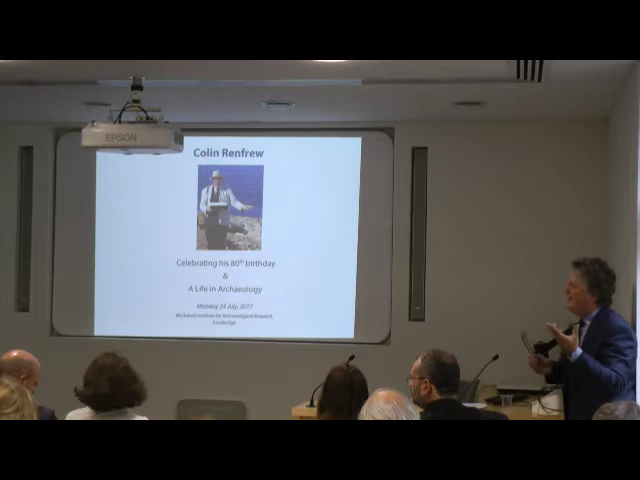 EPSON
Colin Renfrew
Celebrating his 80th birthday
&
A Life in Archaeology
Monday 24 July, 2017
McDonald Institute for Archaeological Research,
Cambridge